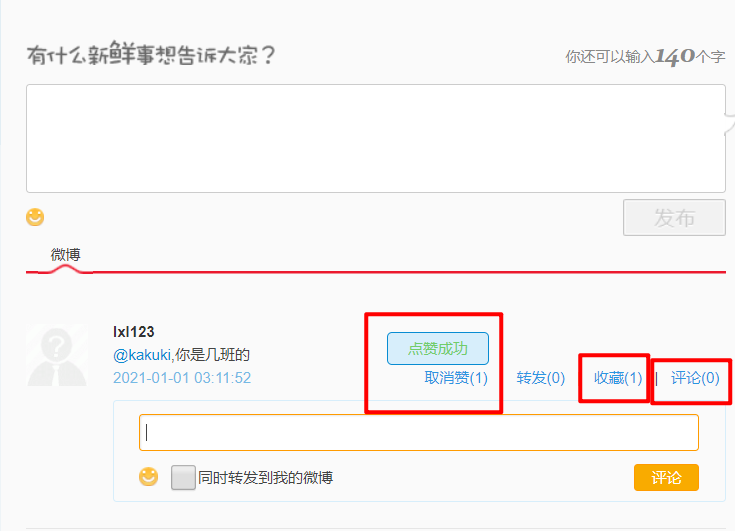 有什么新鲜事想告诉大家？
你还可以输入140个字
发布
微博
lxl123
点赞成功
@kakuki,你是几班的
2021-01-01 03:11:52
取消赞(1) 转发(0) 收藏(1) | 评论(0)
同时转发到我的微博
评论